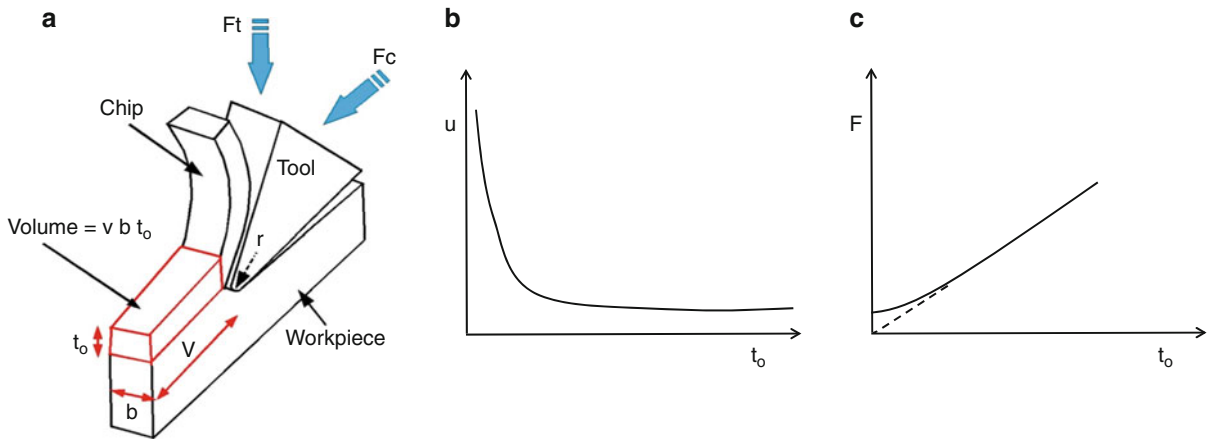 a
Ft
Fc
Chip
Tool
Volume = v b to
r
to
V
Workpiece
b
b
u
to
c
F
to